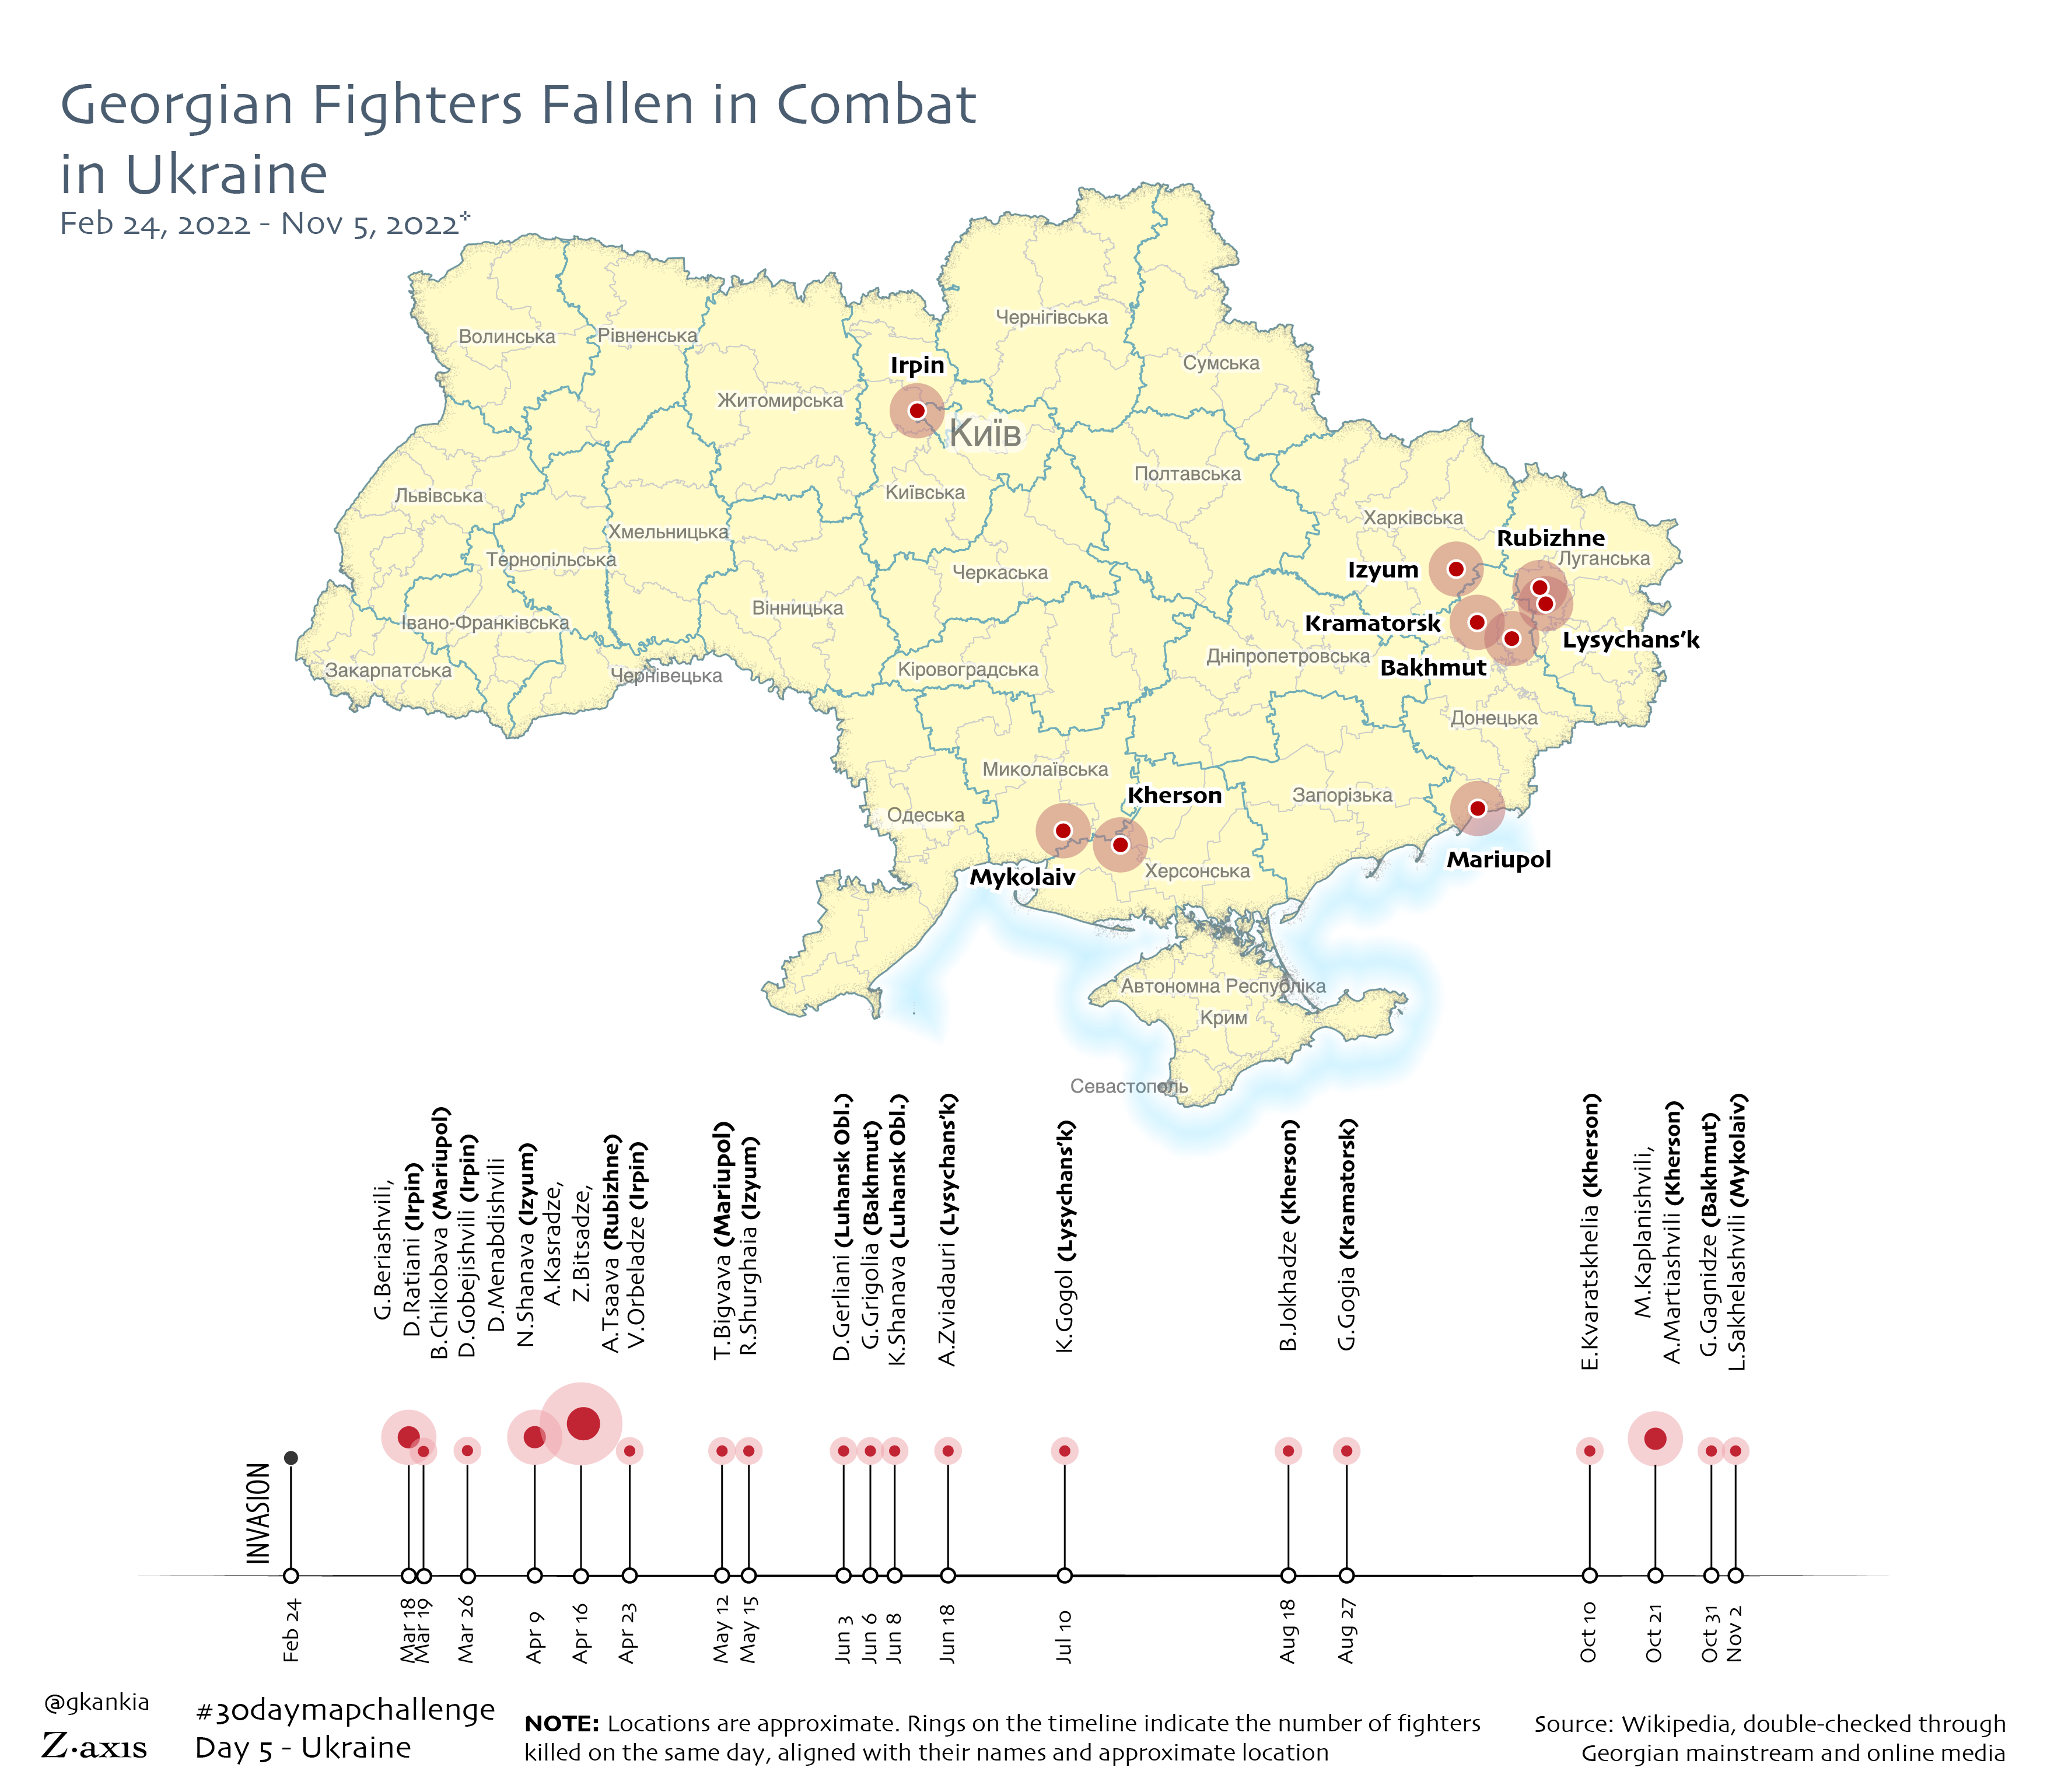 Georgian Fighters Fallen in Combat
in Ukraine
Feb 24, 2022 - Nov 5, 2022*
Чернігівська
Волинська
Рівненська
Сумська
Irpin
Житомирська
Київ
Полтавська
Львівська
Київська
Харківська
Хмельницька
Rubizhne
Тернопільська
Луганська
Черкаська
Izyum
Вінницька
Івано-Франківська
Kramatorsk
Lysychans’k
Дніпропетровська
Bakhmut
Закарпатська
Чернівецька
Кіровоградська
Донецька
Миколаївська
Kherson
Запорізька
Одеська
Mariupol
Mykolaiv
Херсонська
Автономна Республіка
Крим
Севастополь
G.Beriashvili,
D.Ratiani (Irpin)
B.Chikobava (Mariupol)
D.Gobejishvili (Irpin)
D.Menabdishvili
N.Shanava (Izyum)
A.Kasradze,
Z.Bitsadze,
A.Tsaava (Rubizhne)
V.Orbeladze (Irpin)
T.Bigvava (Mariupol)
R.Shurghaia (Izyum)
D.Gerliani (Luhansk Obl.)
G.Grigolia (Bakhmut)
K.Shanava (Luhansk Obl.)
A.Zviadauri (Lysychans’k)
K.Gogol (Lysychans’k)
B.Jokhadze (Kherson)
G.Gogia (Kramatorsk)
E.Kvaratskhelia (Kherson)
M.Kaplanishvili,
A.Martiashvili (Kherson)
G.Gagnidze (Bakhmut)
L.Sakhelashvili (Mykolaiv)
INVASION
Feb 24
Mar 18
Mar 19
Mar 26
Apr 9
Apr 16
Apr 23
May 12
May 15
Jun 3
Jun 6
Jun 8
Jun 18
Jul 10
Aug 18
Aug 27
Oct 10
Oct 21
Oct 31
Nov 2
@gkankia
Z·axis
#30daymapchallenge
Day 5 - Ukraine
NOTE: Locations are approximate. Rings on the timeline indicate the number of fighters
killed on the same day, aligned with their names and approximate location
Source: Wikipedia, double-checked through
Georgian mainstream and online media